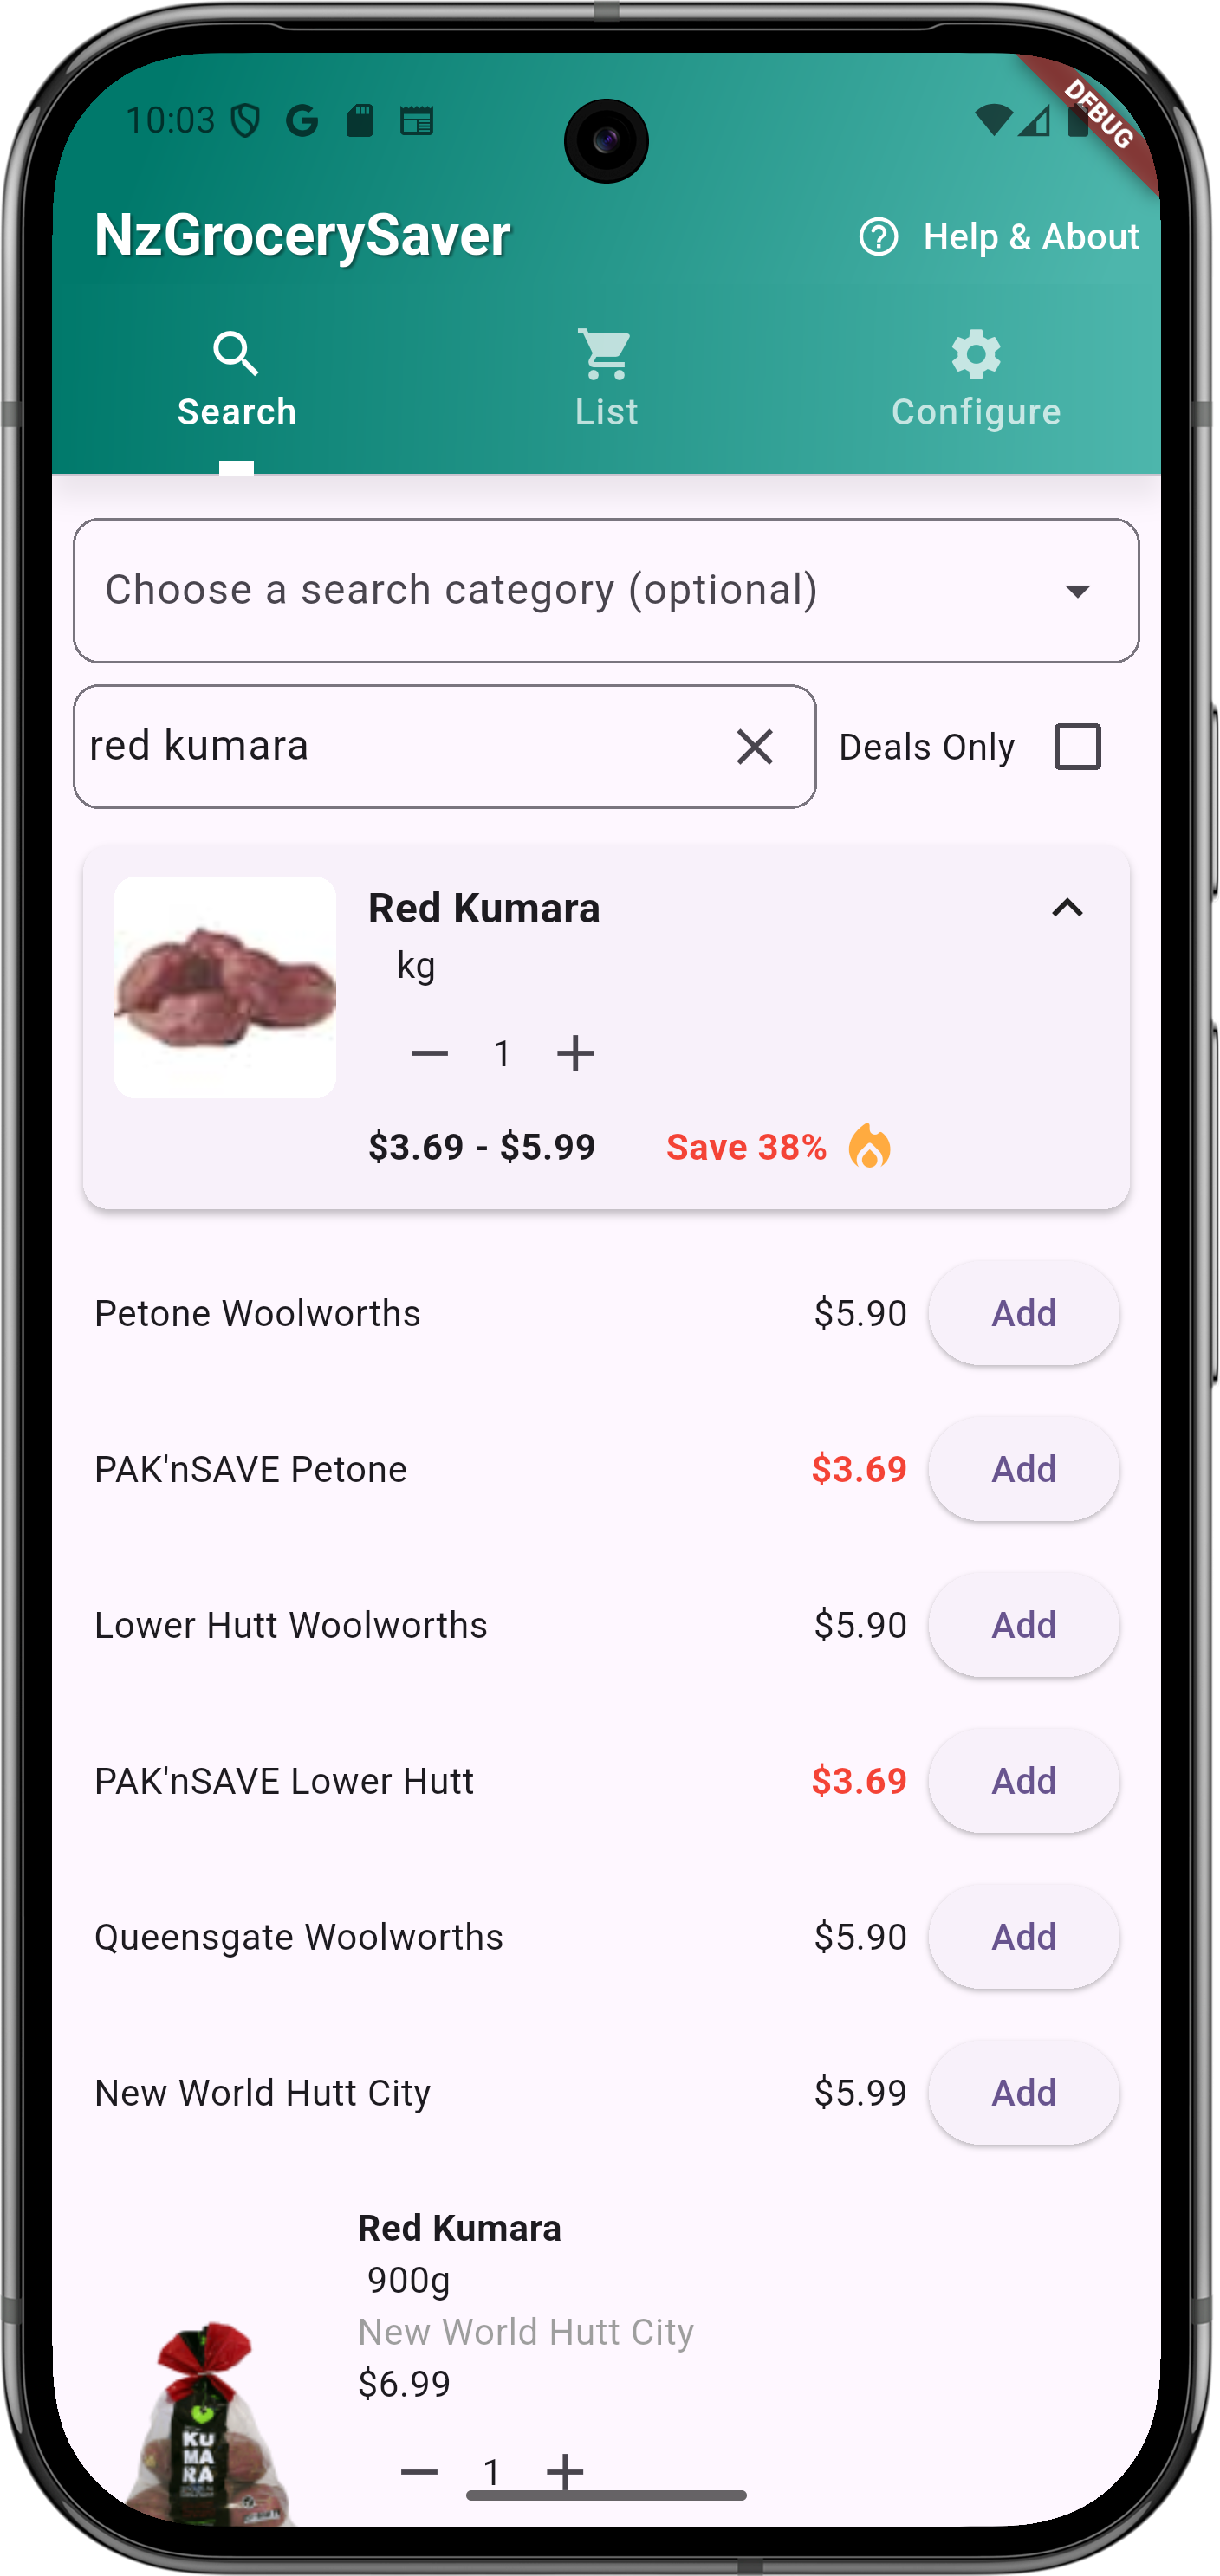 10:03
DEBUG
NzGrocerySaver
Help & About
Search
List
Configure
Choose a search category (optional)
red kumara
Deals Only
Red Kumara
kg
1
$3.69 - $5.99 Save 38%
Petone Woolworths $5.90 Add
PAK'nSAVE Petone $3.69 Add
Lower Hutt Woolworths $5.90 Add
PAK'nSAVE Lower Hutt $3.69 Add
Queensgate Woolworths $5.90 Add
New World Hutt City $5.99 Add
Red Kumara
900g
New World Hutt City
$6.99
1
KU
MA
RA